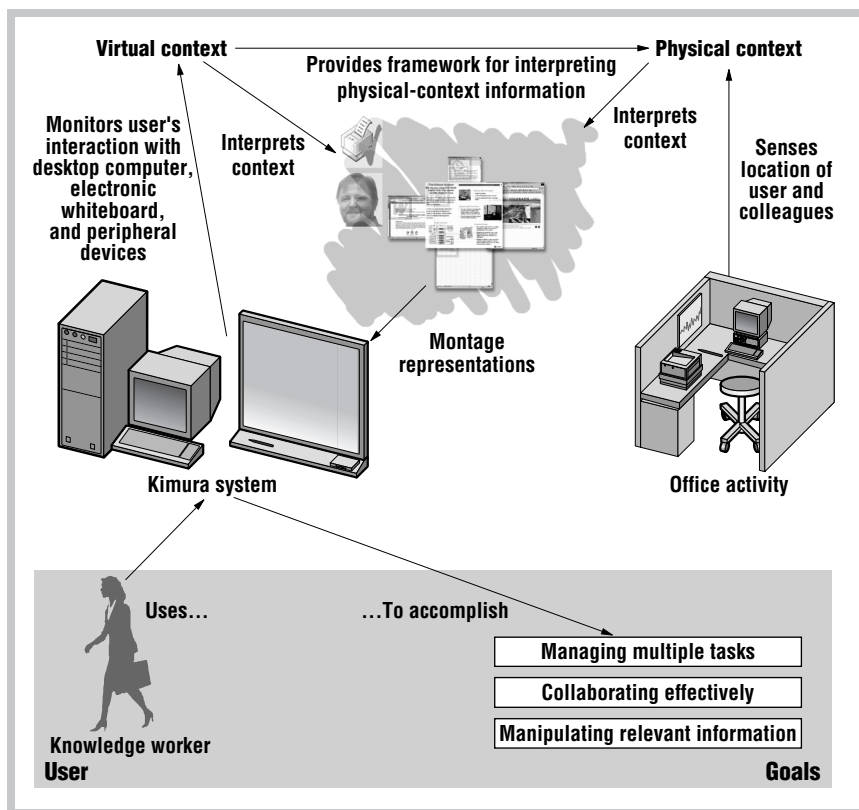 Virtual context
Physical context
Provides framework for interpreting
physical-context information
Monitors user's
interaction with
desktop computer,
electronic
whiteboard,
and peripheral
devices
Interprets
context
Interprets
context
Senses
location of
user and
colleagues
Montage
representations
Kimura system
Office activity
Uses…
…To accomplish
Managing multiple tasks
Collaborating effectively
Manipulating relevant information
Knowledge worker
User
Goals